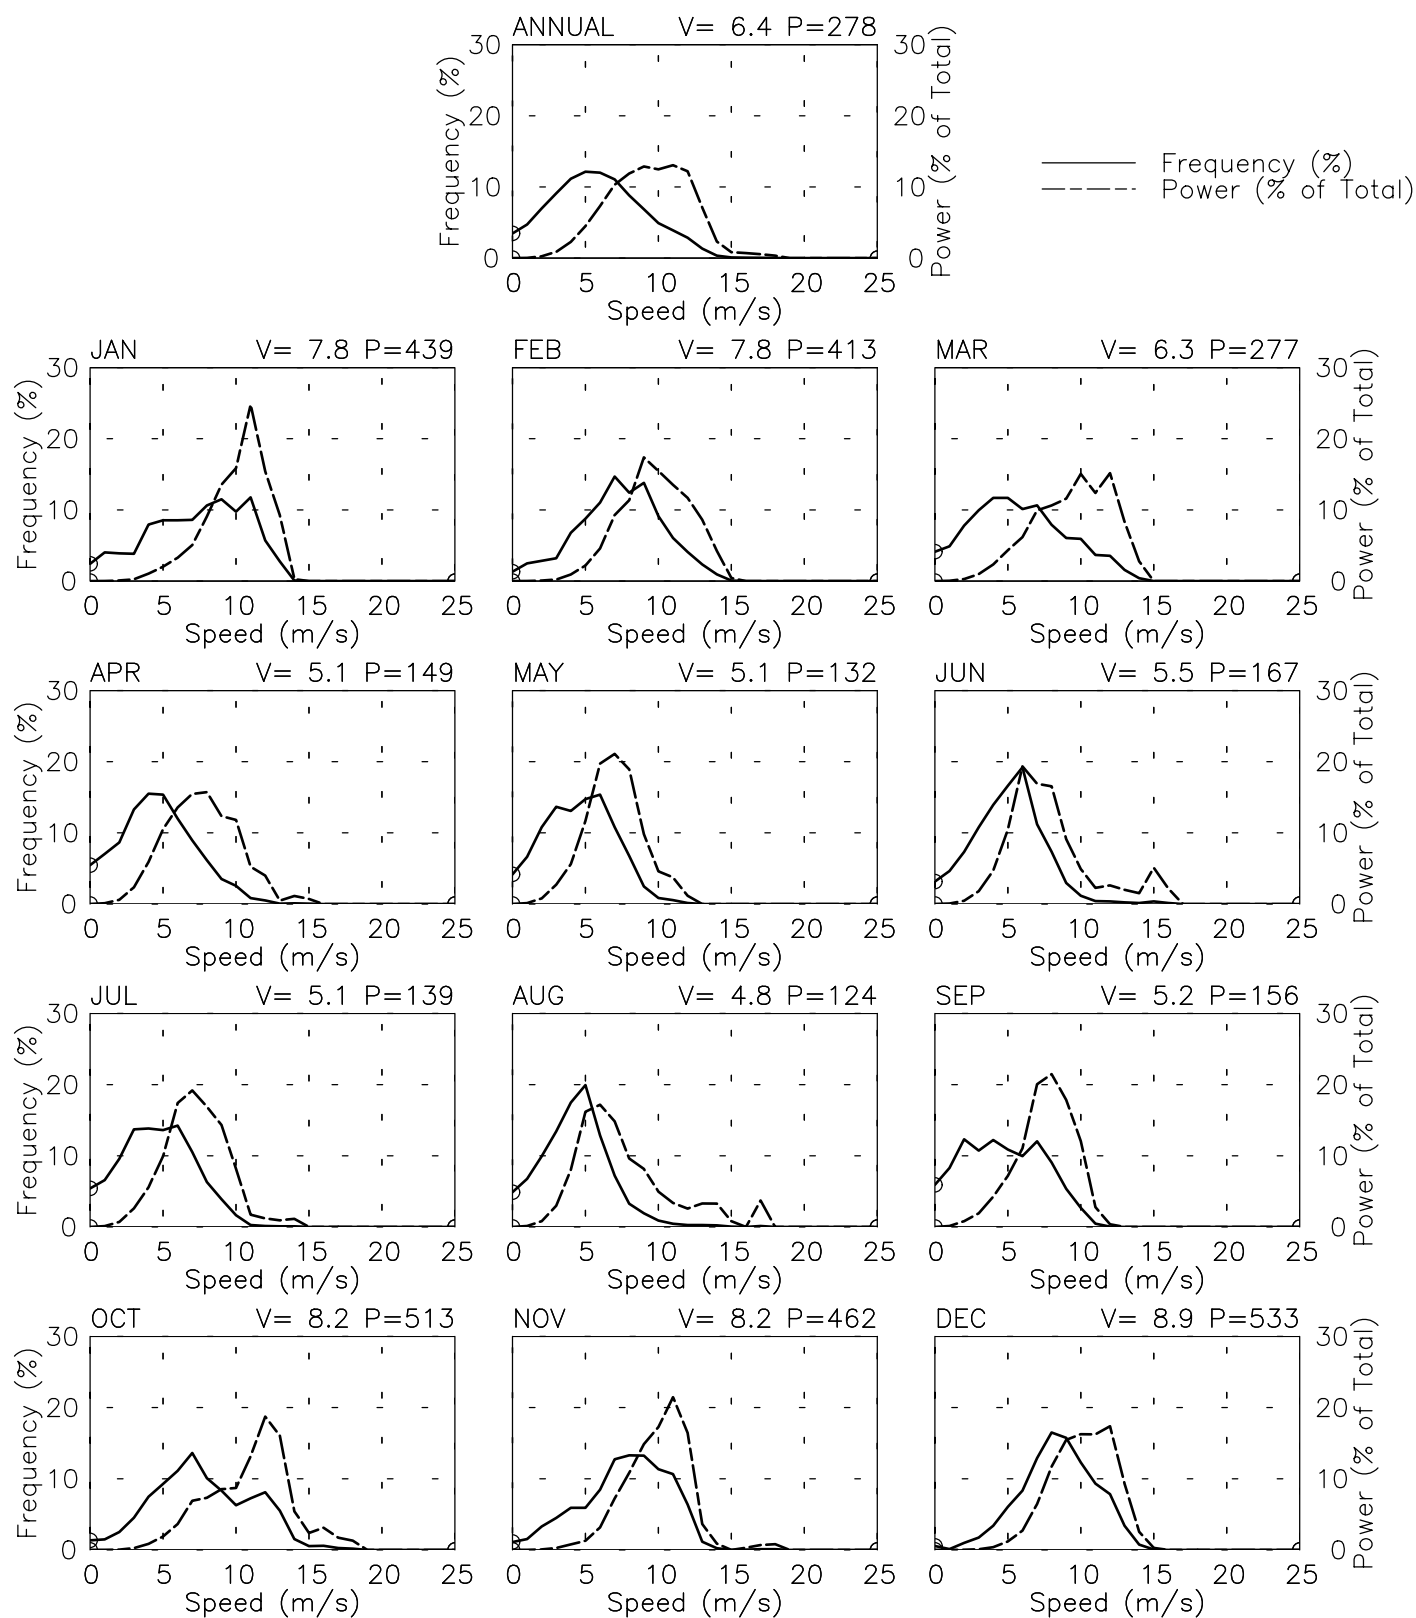 ANNUAL V= 6.4 P=278
Frequency (%)
30
20
10
0
30
20
10
0
Power (% of Total)
0 5 10 15 20 25
Speed (m/s)
Frequency (%)
Power (% of Total)
JAN V= 7.8 P=439
Frequency (%)
30
20
10
0
0 5 10 15 20 25
Speed (m/s)
FEB V= 7.8 P=413
0 5 10 15 20 25
Speed (m/s)
MAR V= 6.3 P=277
30
20
10
0
Power (% of Total)
0 5 10 15 20 25
Speed (m/s)
APR V= 5.1 P=149
Frequency (%)
30
20
10
0
0 5 10 15 20 25
Speed (m/s)
MAY V= 5.1 P=132
0 5 10 15 20 25
Speed (m/s)
JUN V= 5.5 P=167
30
20
10
0
Power (% of Total)
0 5 10 15 20 25
Speed (m/s)
JUL V= 5.1 P=139
Frequency (%)
30
20
10
0
0 5 10 15 20 25
Speed (m/s)
AUG V= 4.8 P=124
0 5 10 15 20 25
Speed (m/s)
SEP V= 5.2 P=156
30
20
10
0
Power (% of Total)
0 5 10 15 20 25
Speed (m/s)
OCT V= 8.2 P=513
Frequency (%)
30
20
10
0
0 5 10 15 20 25
Speed (m/s)
NOV V= 8.2 P=462
0 5 10 15 20 25
Speed (m/s)
DEC V= 8.9 P=533
30
20
10
0
Power (% of Total)
0 5 10 15 20 25
Speed (m/s)